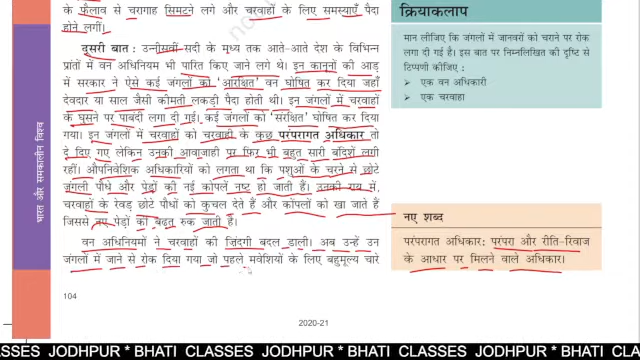 के फैलाव से चरागाह सिमटने लगे और चरवाहों के लिए समस्याएँ पैदा
होने लगीं।
दूसरी बात : उन्नीसवीं सदी के मध्य तक आते-आते देश के विभिन्न
प्रांतों में वन अधिनियम भी पारित किए जाने लगे थे। इन कानूनों की आड़
में सरकार ने ऐसे कई जंगलों को 'आरक्षित' वन घोषित कर दिया जहाँ
देवदार या साल जैसी कीमती लकड़ी पैदा होती थी। इन जंगलों में चरवाहों
के घुसने पर पाबंदी लगा दी गई। कई जंगलों को 'संरक्षित' घोषित कर दिया
गया। इन जंगलों में चरवाहों को चरवाही के कुछ परंपरागत अधिकार तो
दे दिए गए लेकिन उनकी आवाजाही पर फिर भी बहुत सारी बंदिशें लगी
रहीं। औपनिवेशिक अधिकारियों को लगता था कि पशुओं के चरने से छोटे
जंगली पौधे और पेड़ों की नई कोपलें नष्ट हो जाती हैं। उनकी राय में,
चरवाहों के रेवड़ छोटे पौधों को कुचल देते हैं और कोंपलों को खा जाते हैं
जिससे नए पेड़ों की बढ़त रुक जाती है।
वन अधिनियमों ने चरवाहों की ज़िंदगी बदल डाली। अब उन्हें उन
जंगलों में जाने से रोक दिया गया जो पहले मवेशियों के लिए बहुमूल्य चारे
104
भारत और समकालीन विश्व
क्रियाकलाप
मान लीजिए कि जंगलों में जानवरों को चराने पर रोक
लगा दी गई है। इस बात पर निम्नलिखित की दृष्टि से
टिप्पणी कीजिए :
➢ एक वन अधिकारी
➢ एक चरवाहा
नए शब्द
परंपरागत अधिकार: परंपरा और रीति-रिवाज
के आधार पर मिलने वाले अधिकार।
2020-21
CLASSES JODHPUR * BHATI CLASSES JODHPUR * BHATI CLASSES JODHPUR * BHATI